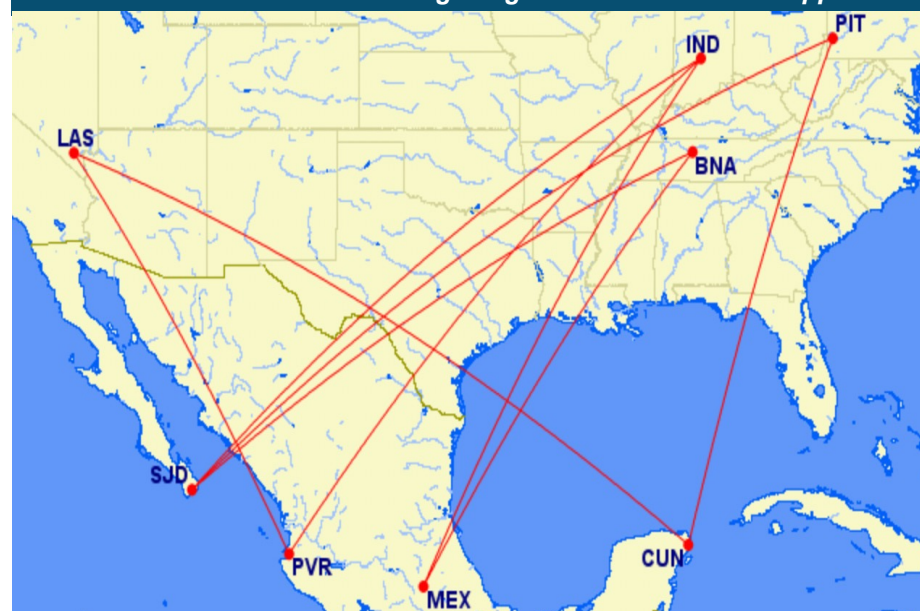 PIT
IND
LAS
BNA
SJD
CUN
PVR
MEX